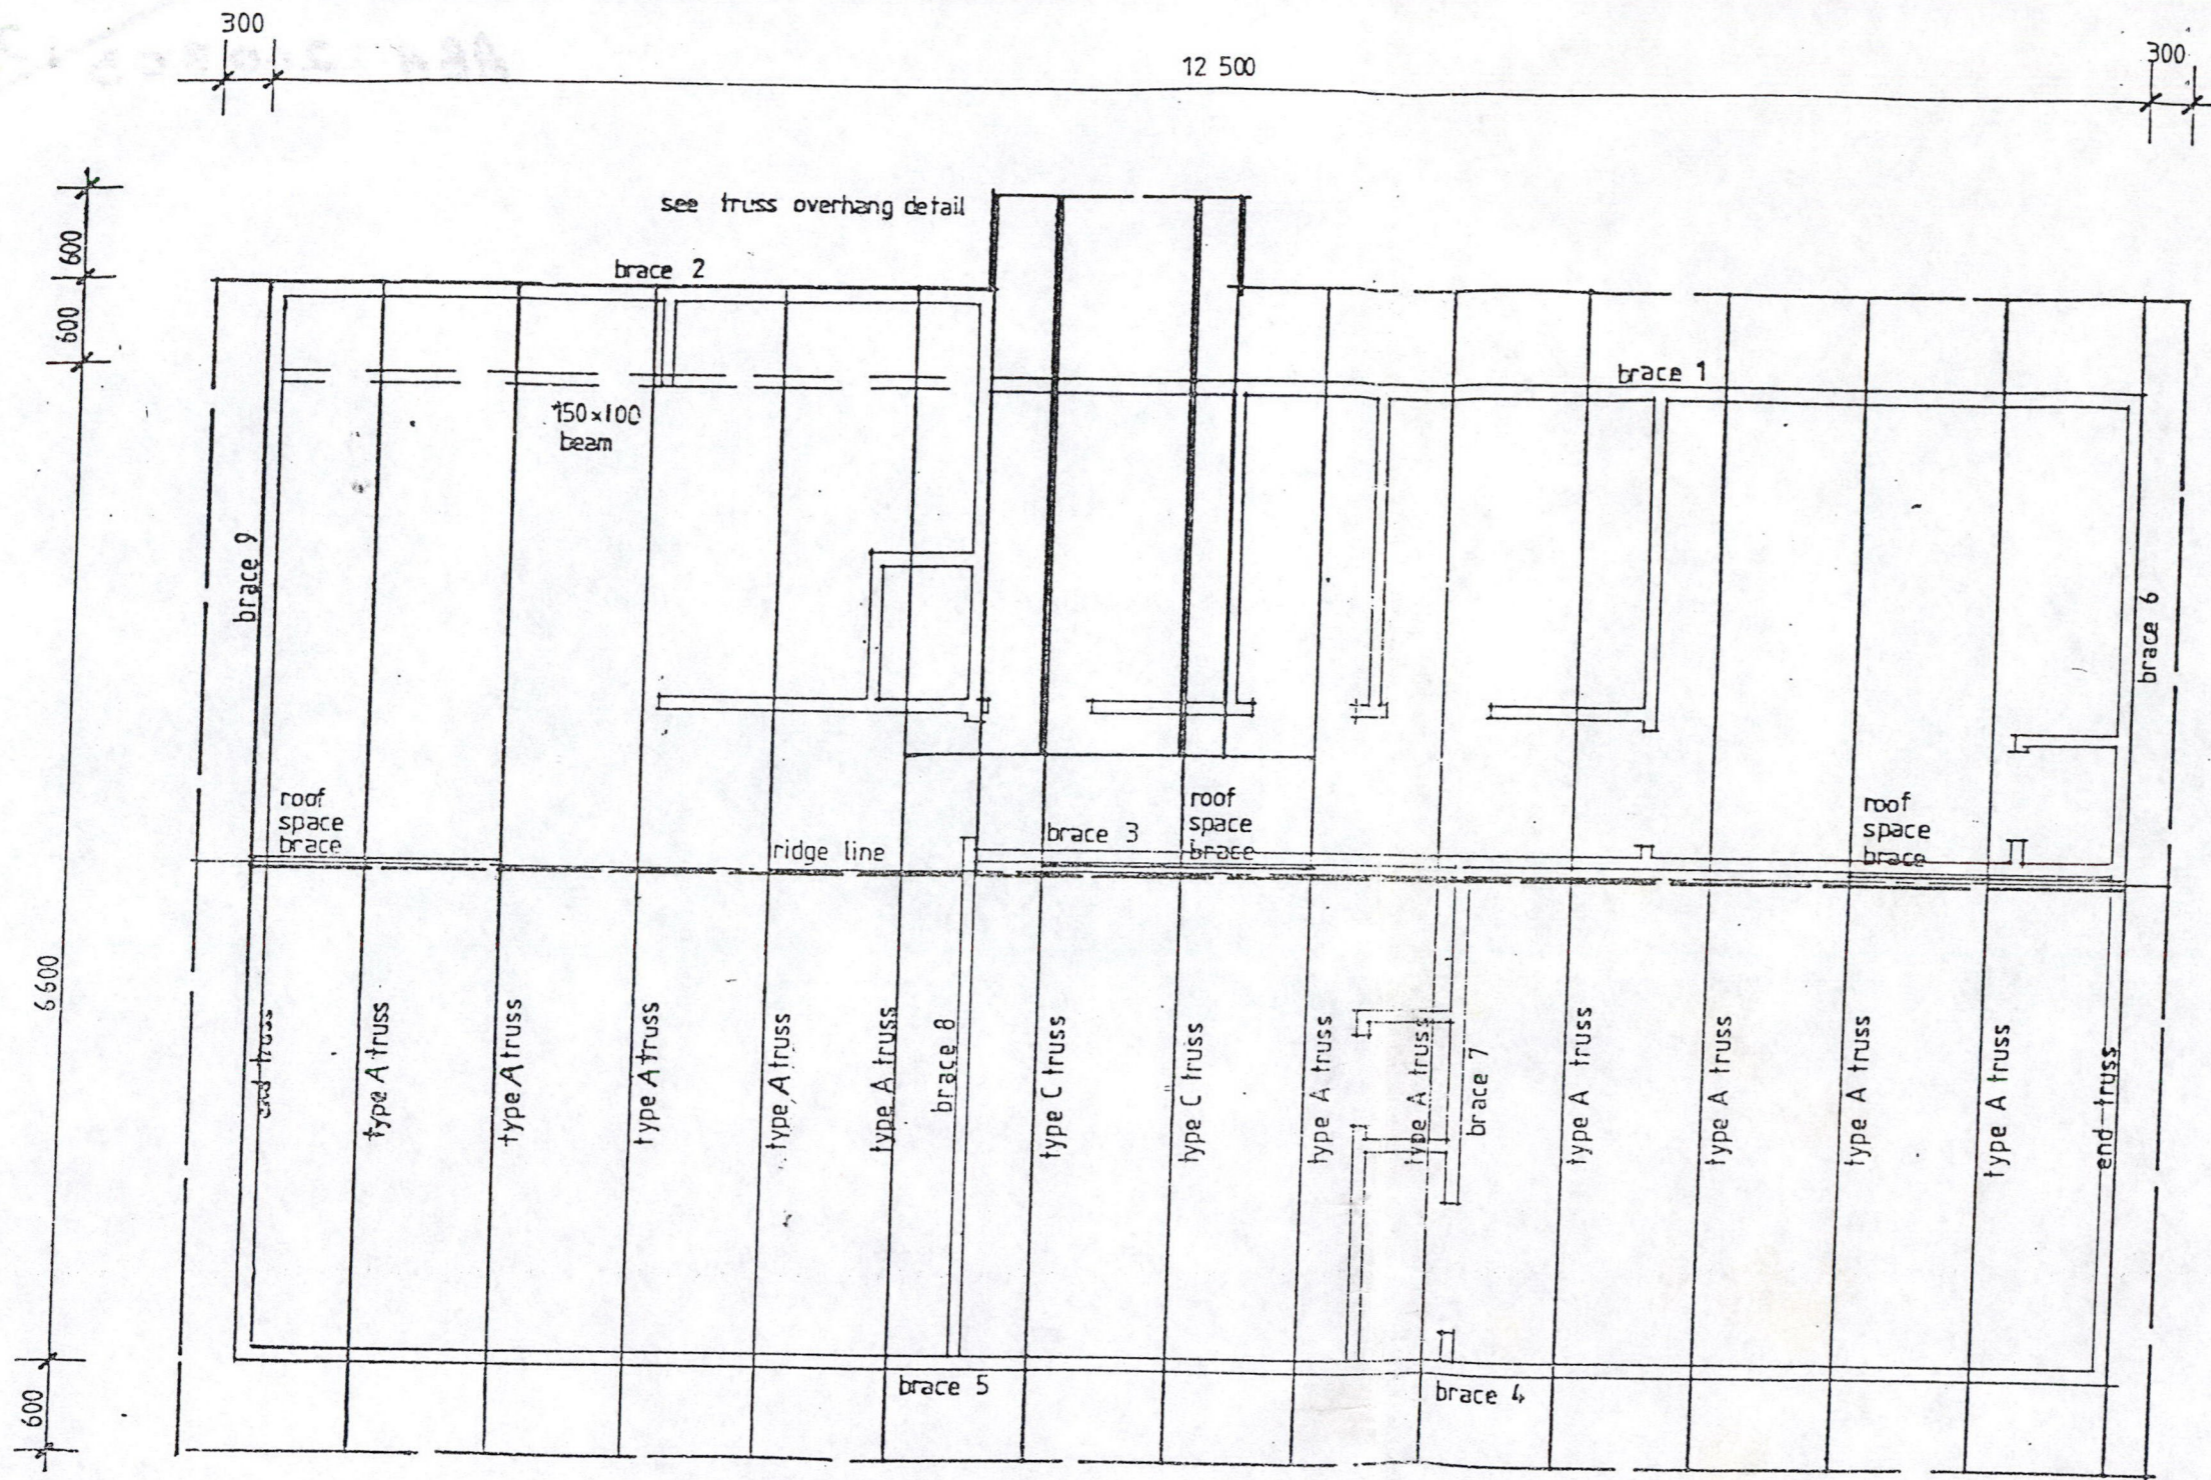 300
12 500
300
see truss overhang detail
600
brace 2
600
brace 1
150x100
beam
brace 9
brace 6
roof
space
brace
ridge line
brace 3
roof
space
brace
roof
space
brace
6600
end truss
type A truss
type A truss
type A truss
type A truss
type A truss
brace 8
type C truss
type C truss
type A truss
type A truss
brace 7
type A truss
type A truss
type A truss
type A truss
end truss
brace 5
brace 4
600